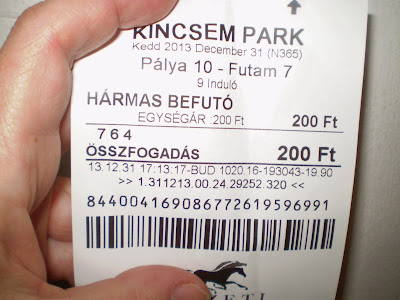 KINCSEM PARK
Kedd 2013 December 31 (N365)
Pálya 10 - Futam 7
9 Induló
HÁRMAS BEFUTÓ
EGYSÉGÁR :200 Ft 200 Ft
7 6 4
ÖSSZFOGADÁS 200 Ft
13.12.31 17:13:17-BUD 1020.16-193043-19.90
>> 1.311213.00.24.29252.320 <<
844004169086772619596991